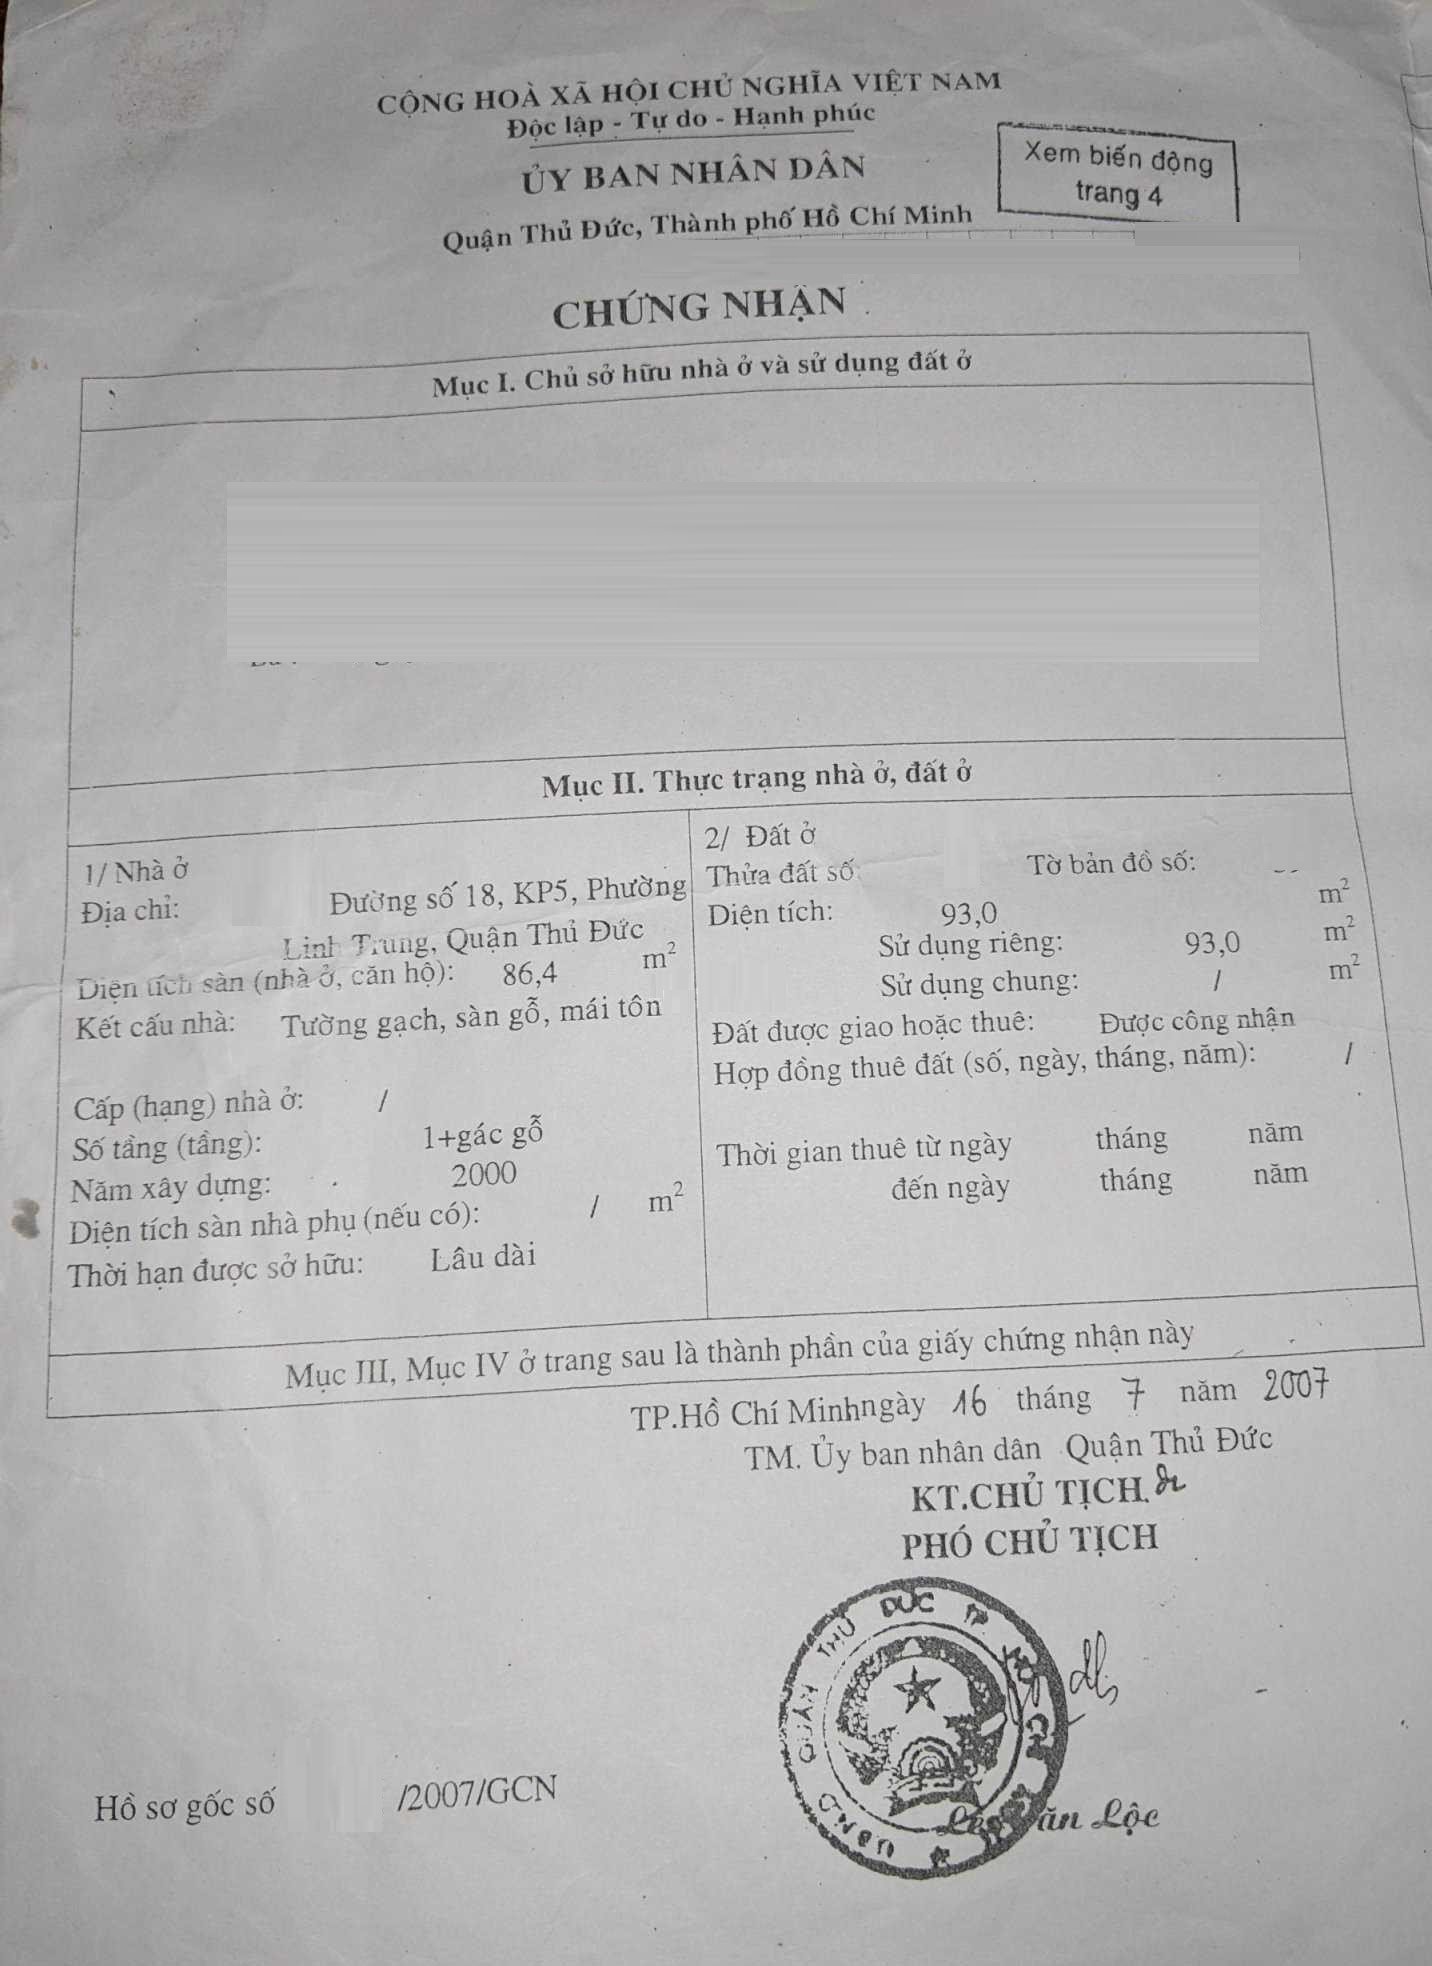 CỘNG HOÀ XÃ HỘI CHỦ NGHĨA VIỆT NAM
Độc lập - Tự do - Hạnh phúc
ỦY BAN NHÂN DÂN
Xem biến động
trang 4
Quận Thủ Đức, Thành phố Hồ Chí Minh
CHỨNG NHẬN
Mục I. Chủ sở hữu nhà ở và sử dụng đất ở
Mục II. Thực trạng nhà ở, đất ở
1/ Nhà ở
Địa chỉ: Đường số 18, KP5, Phường
Linh Trung, Quận Thủ Đức
Diện tích sàn (nhà ở, căn hộ): 86,4 m²
Kết cấu nhà: Tường gạch, sàn gỗ, mái tôn
Cấp (hạng) nhà ở: /
Số tầng (tầng): 1+gác gỗ
Năm xây dựng: 2000
Diện tích sàn nhà phụ (nếu có): / m²
Thời hạn được sở hữu: Lâu dài
2/ Đất ở
Thửa đất số Tờ bản đồ số:
Diện tích: 93,0 m²
Sử dụng riêng: 93,0 m²
Sử dụng chung: / m²
Đất được giao hoặc thuê: Được công nhận
Hợp đồng thuê đất (số, ngày, tháng, năm): /
Thời gian thuê từ ngày tháng năm
đến ngày tháng năm
Mục III, Mục IV ở trang sau là thành phần của giấy chứng nhận này
TP.Hồ Chí Minhngày 16 tháng 7 năm 2007
TM. Ủy ban nhân dân Quận Thủ Đức
KT.CHỦ TỊCH
PHÓ CHỦ TỊCH
UBND QUẬN THỦ ĐỨC TP
Lộc
Hồ sơ gốc số /2007/GCN